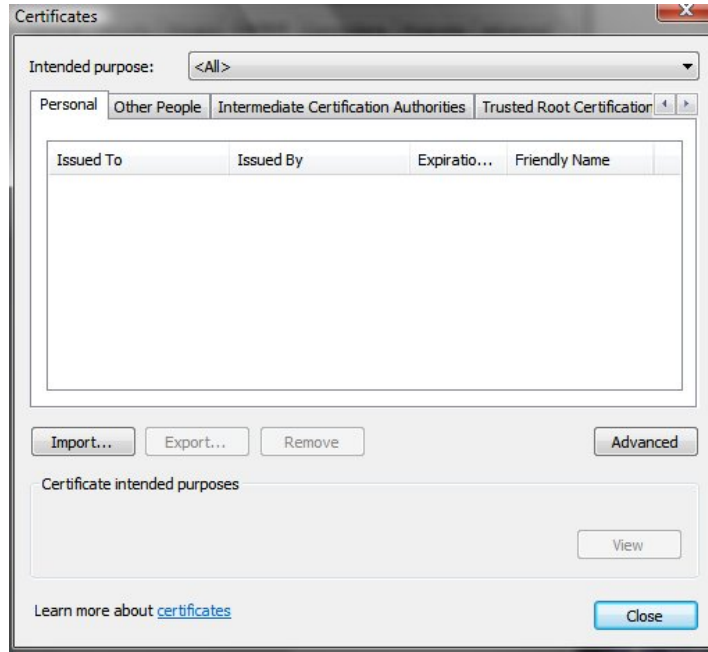 Certificates
Intended purpose: <All>
Personal Other People Intermediate Certification Authorities Trusted Root Certification
Issued To Issued By Expiratio... Friendly Name
Import... Export... Remove Advanced
Certificate intended purposes
View
Learn more about certificates
Close